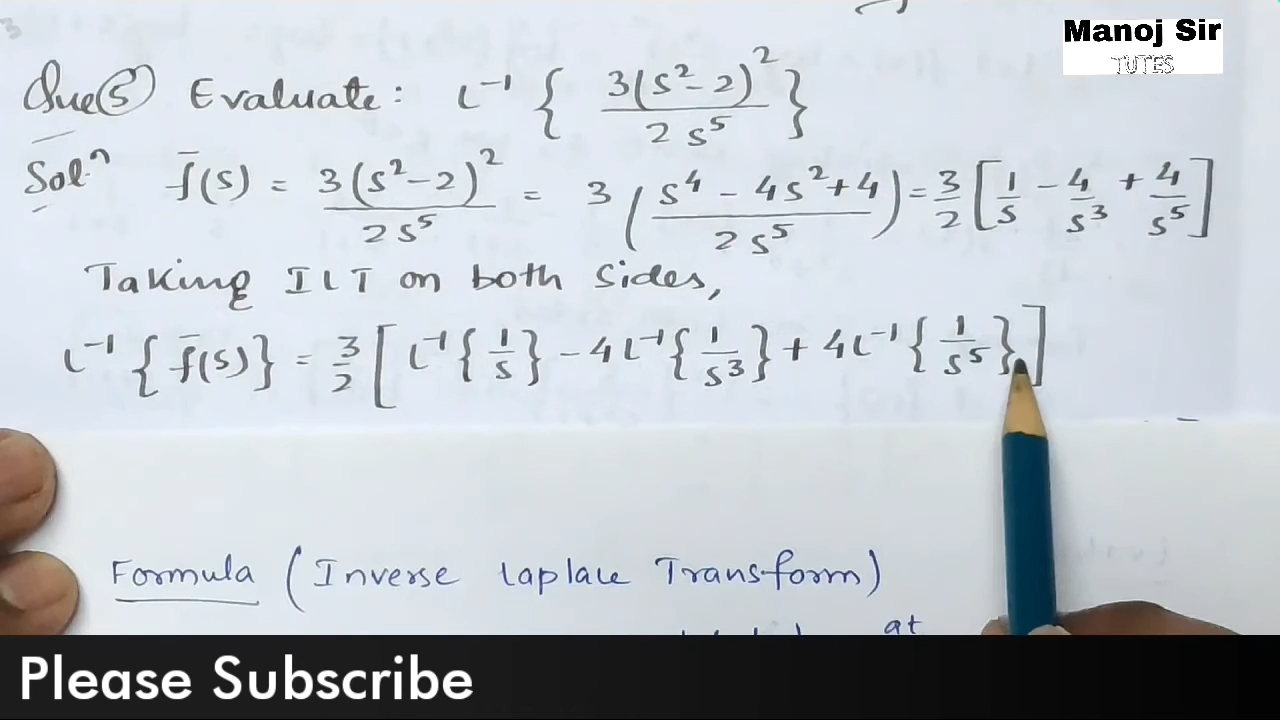 Manoj Sir
TUTES
Que(5) Evaluate: L⁻¹ { 3(s²-2)² / 2s⁵ }
Solⁿ f̄(s) = 3(s²-2)² / 2s⁵ = 3 ( s⁴ - 4s² + 4 / 2s⁵ ) = 3/2 [ 1/s - 4/s³ + 4/s⁵ ]
Taking ILT on both sides,
L⁻¹ { f̄(s) } = 3/2 [ L⁻¹ { 1/s } - 4L⁻¹ { 1/s³ } + 4L⁻¹ { 1/s⁵ } ]
Formula (Inverse Laplace Transform)
at
Please Subscribe